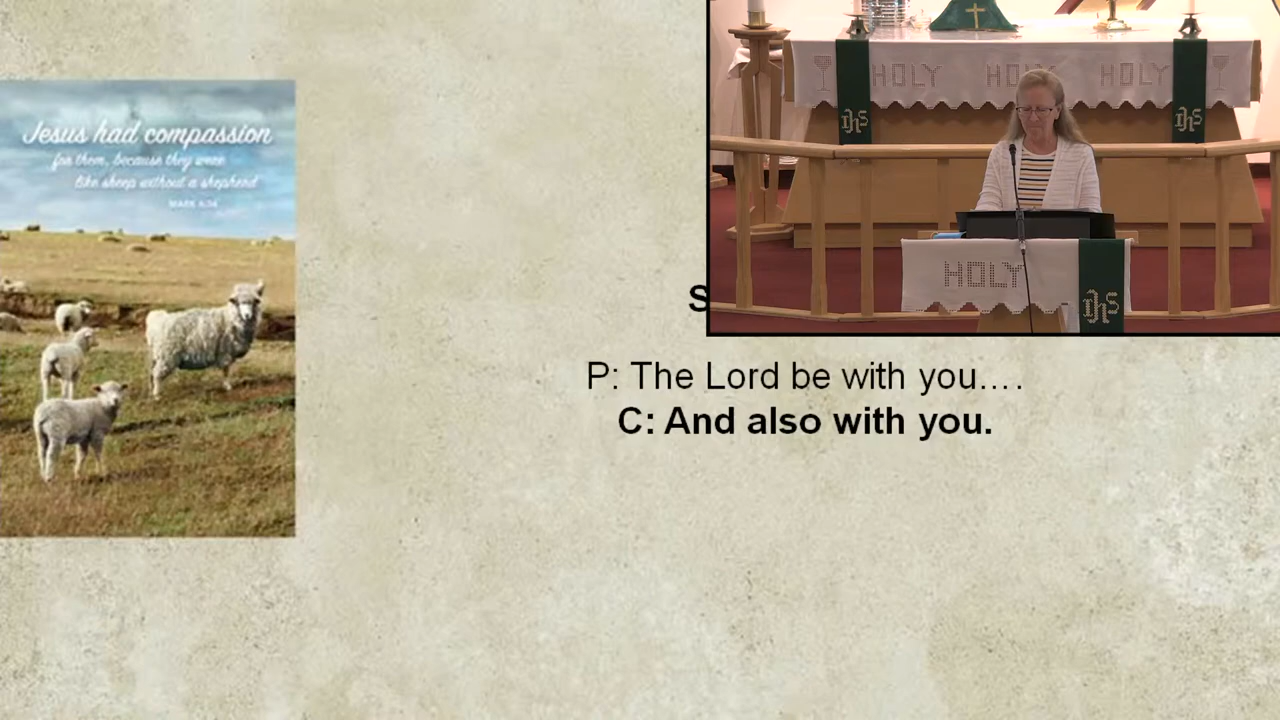 Jesus had compassion
for them, because they were
like sheep without a shepherd
MARK 6:34
HOLY HOLY HOLY
IHS IHS
HOLY
IHS
S
P: The Lord be with you….
C: And also with you.